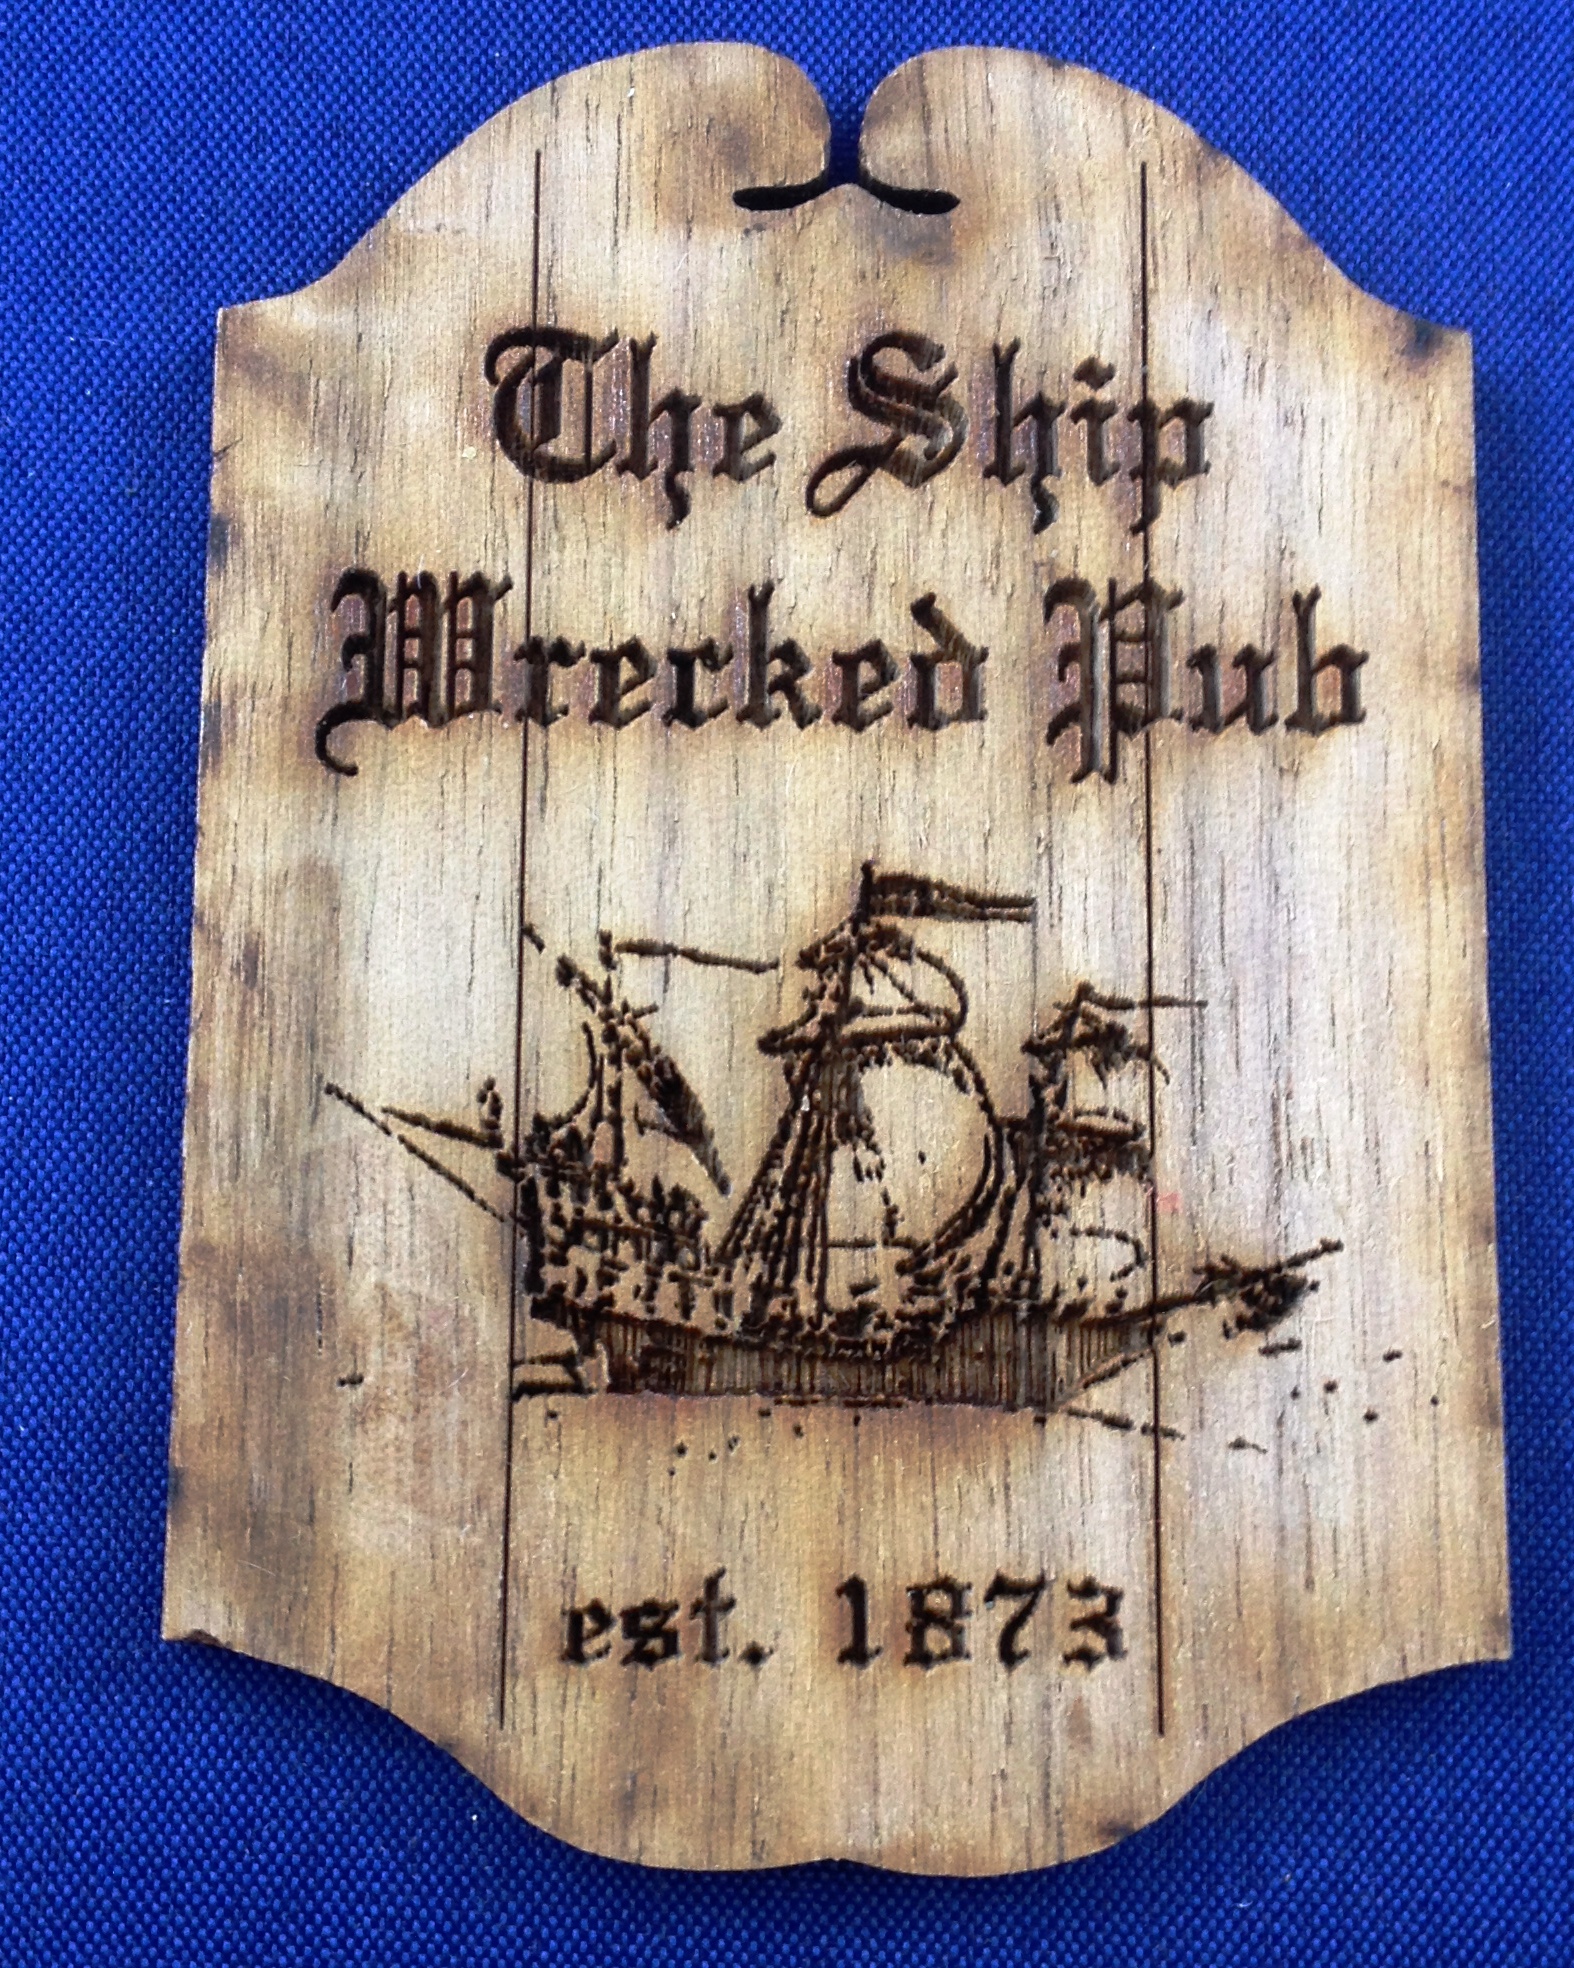 The Ship
Wrecked Pub
est. 1873